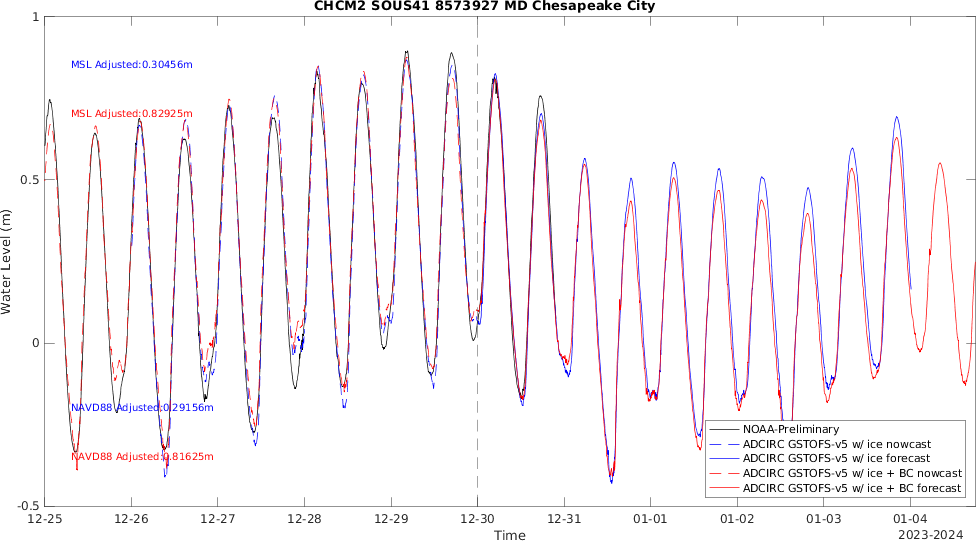 CHCM2 SOUS41 8573927 MD Chesapeake City
1
MSL Adjusted:0.30456m
MSL Adjusted:0.82925m
0.5
Water Level (m)
0
NAVD88 Adjusted:0.29156m
NAVD88 Adjusted:0.81625m
NOAA-Preliminary
ADCIRC GSTOFS-v5 w/ ice nowcast
ADCIRC GSTOFS-v5 w/ ice forecast
ADCIRC GSTOFS-v5 w/ ice + BC nowcast
ADCIRC GSTOFS-v5 w/ ice + BC forecast
-0.5
12-25 12-26 12-27 12-28 12-29 12-30 12-31 01-01 01-02 01-03 01-04
Time
2023-2024